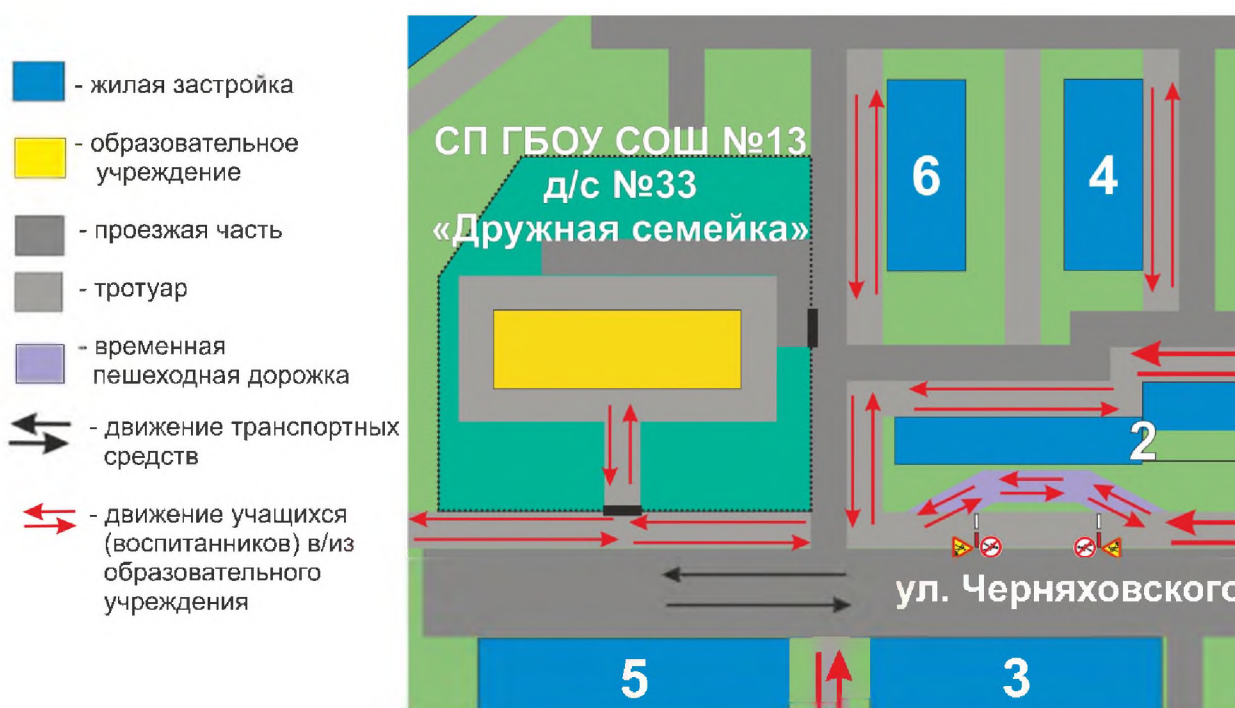 - жилая застройка
- образовательное
учреждение
- проезжая часть
- тротуар
- временная
пешеходная дорожка
- движение транспортных
средств
- движение учащихся
(воспитанников) в/из
образовательного
учреждения
СП ГБОУ СОШ №13
д/с №33
«Дружная семейка»
6
4
2
ул. Черняховского
5
3